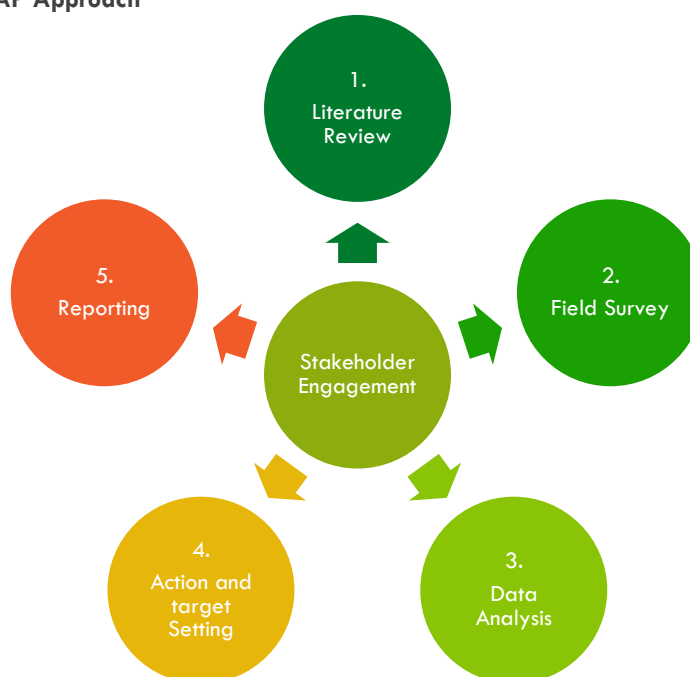 AP Approach
1.
Literature
Review
5.
Reporting
2.
Field Survey
Stakeholder
Engagement
4.
Action and
target
Setting
3.
Data
Analysis